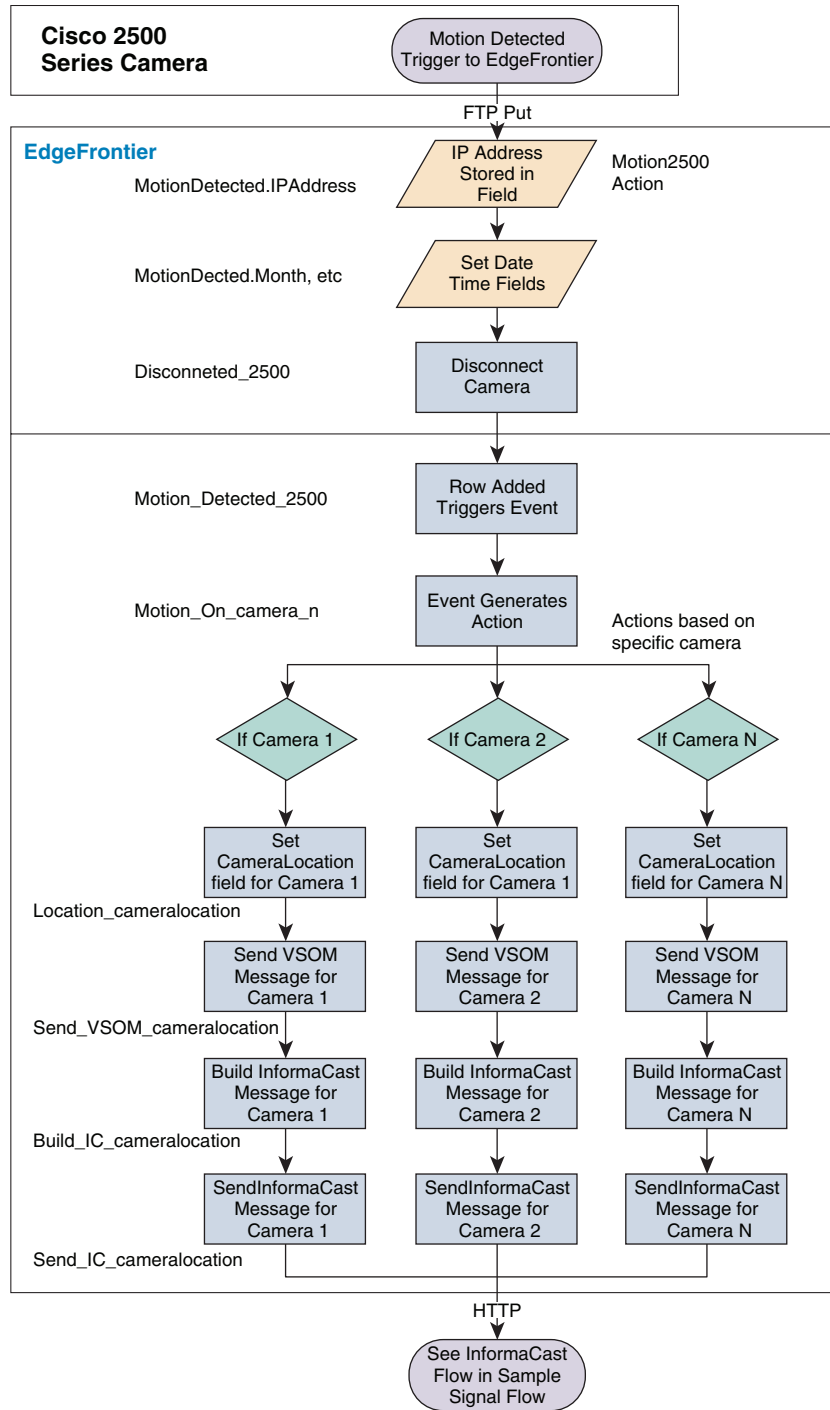 Cisco 2500
Series Camera
Motion Detected
Trigger to EdgeFrontier
FTP Put
EdgeFrontier
IP Address
Stored in
Field
Motion2500
Action
MotionDetected.IPAddress
Set Date
Time Fields
MotionDected.Month, etc
Disconneted_2500
Disconnect
Camera
Motion_Detected_2500
Row Added
Triggers Event
Motion_On_camera_n
Event Generates
Action
Actions based on
specific camera
If Camera 1
If Camera 2
If Camera N
Set
CameraLocation
field for Camera 1
Set
CameraLocation
field for Camera 1
Set
CameraLocation
field for Camera N
Location_cameralocation
Send VSOM
Message for
Camera 1
Send VSOM
Message for
Camera 2
Send VSOM
Message for
Camera N
Send_VSOM_cameralocation
Build InformaCast
Message for
Camera 1
Build InformaCast
Message for
Camera 2
Build InformaCast
Message for
Camera N
Build_IC_cameralocation
SendInformaCast
Message for
Camera 1
SendInformaCast
Message for
Camera 2
SendInformaCast
Message for
Camera N
Send_IC_cameralocation
HTTP
See InformaCast
Flow in Sample
Signal Flow